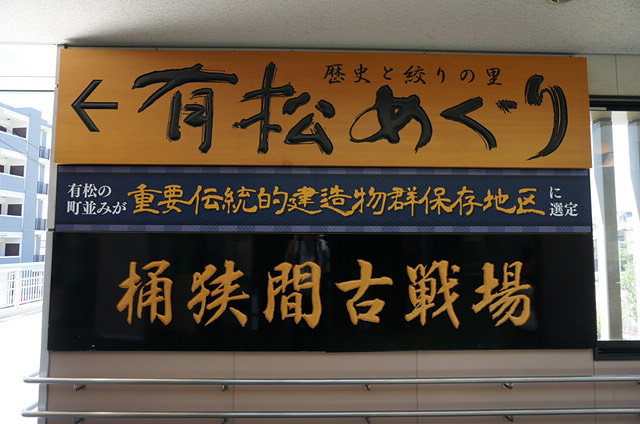 歴史と絞りの里
←有松めぐり
有松の町並みが重要伝統的建造物群保存地区に選定
桶狭間古戦場